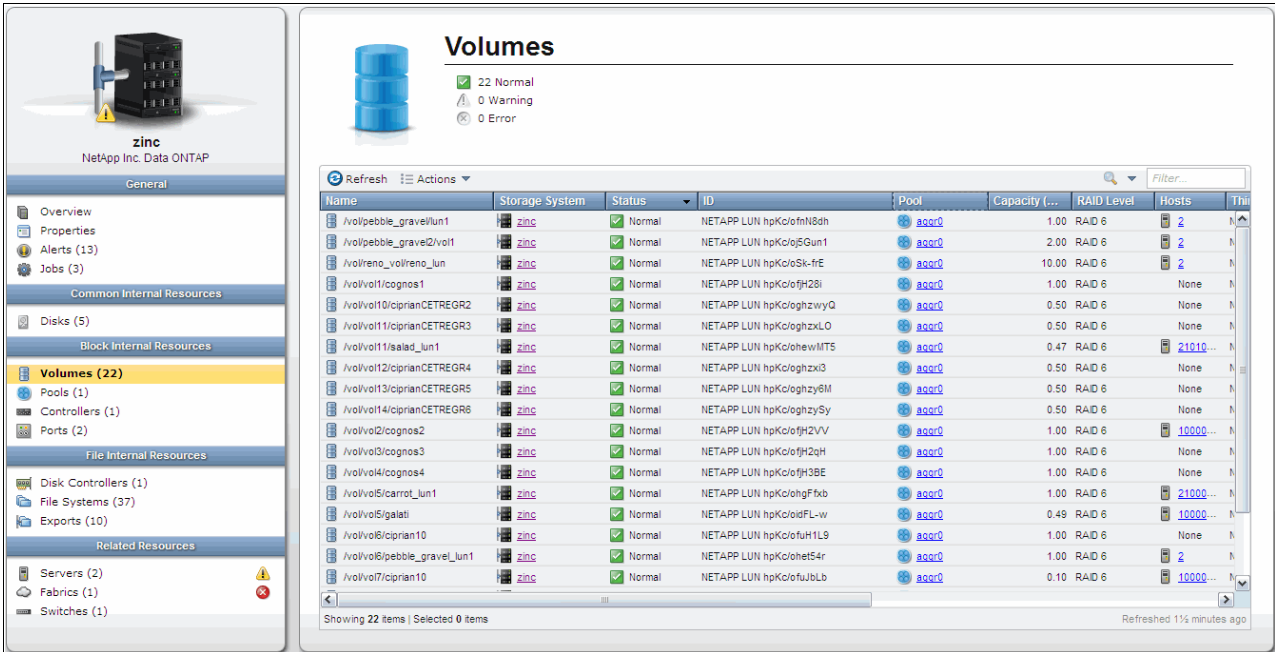 zinc
NetApp Inc. Data ONTAP
General
Overview
Properties
Alerts (13)
Jobs (3)
Common Internal Resources
Disks (5)
Block Internal Resources
Volumes (22)
Pools (1)
Controllers (1)
Ports (2)
File Internal Resources
Disk Controllers (1)
File Systems (37)
Exports (10)
Related Resources
Servers (2)
Fabrics (1)
Switches (1)
Volumes
22 Normal
0 Warning
0 Error
Refresh Actions Filter...
Name Storage System Status ID Pool Capacity (... RAID Level Hosts Thi
/vol/pebble_gravel/lun1 zinc Normal NETAPP LUN hpKc/ofnN8dh aggr0 1.00 RAID 6 2 N
/vol/pebble_gravel2/vol1 zinc Normal NETAPP LUN hpKc/oj5Gun1 aggr0 2.00 RAID 6 2 N
/vol/reno_vol/reno_lun zinc Normal NETAPP LUN hpKc/oSk-frE aggr0 10.00 RAID 6 2 N
/vol/vol1/cognos1 zinc Normal NETAPP LUN hpKc/ofjH28i aggr0 1.00 RAID 6 None N
/vol/vol10/ciprianCETREGR2 zinc Normal NETAPP LUN hpKc/oghzwyQ aggr0 0.50 RAID 6 None N
/vol/vol11/ciprianCETREGR3 zinc Normal NETAPP LUN hpKc/oghzxLO aggr0 0.50 RAID 6 None N
/vol/vol11/salad_lun1 zinc Normal NETAPP LUN hpKc/ohewMT5 aggr0 0.47 RAID 6 21010... N
/vol/vol12/ciprianCETREGR4 zinc Normal NETAPP LUN hpKc/oghzxi3 aggr0 0.50 RAID 6 None N
/vol/vol13/ciprianCETREGR5 zinc Normal NETAPP LUN hpKc/oghzy6M aggr0 0.50 RAID 6 None N
/vol/vol14/ciprianCETREGR6 zinc Normal NETAPP LUN hpKc/oghzySy aggr0 0.50 RAID 6 None N
/vol/vol2/cognos2 zinc Normal NETAPP LUN hpKc/ofjH2VV aggr0 1.00 RAID 6 10000... N
/vol/vol3/cognos3 zinc Normal NETAPP LUN hpKc/ofjH2qH aggr0 1.00 RAID 6 None N
/vol/vol4/cognos4 zinc Normal NETAPP LUN hpKc/ofjH3BE aggr0 1.00 RAID 6 None N
/vol/vol5/carrot_lun1 zinc Normal NETAPP LUN hpKc/ohgFfxb aggr0 1.00 RAID 6 21000... N
/vol/vol5/galati zinc Normal NETAPP LUN hpKc/oidFL-w aggr0 0.49 RAID 6 10000... N
/vol/vol6/ciprian10 zinc Normal NETAPP LUN hpKc/ofuH1L9 aggr0 1.00 RAID 6 None N
/vol/vol6/pebble_gravel_lun1 zinc Normal NETAPP LUN hpKc/ohet54r aggr0 1.00 RAID 6 2 N
/vol/vol7/ciprian10 zinc Normal NETAPP LUN hpKc/ofuJbLb aggr0 0.10 RAID 6 10000... N
Showing 22 items | Selected 0 items Refreshed 1½ minutes ago